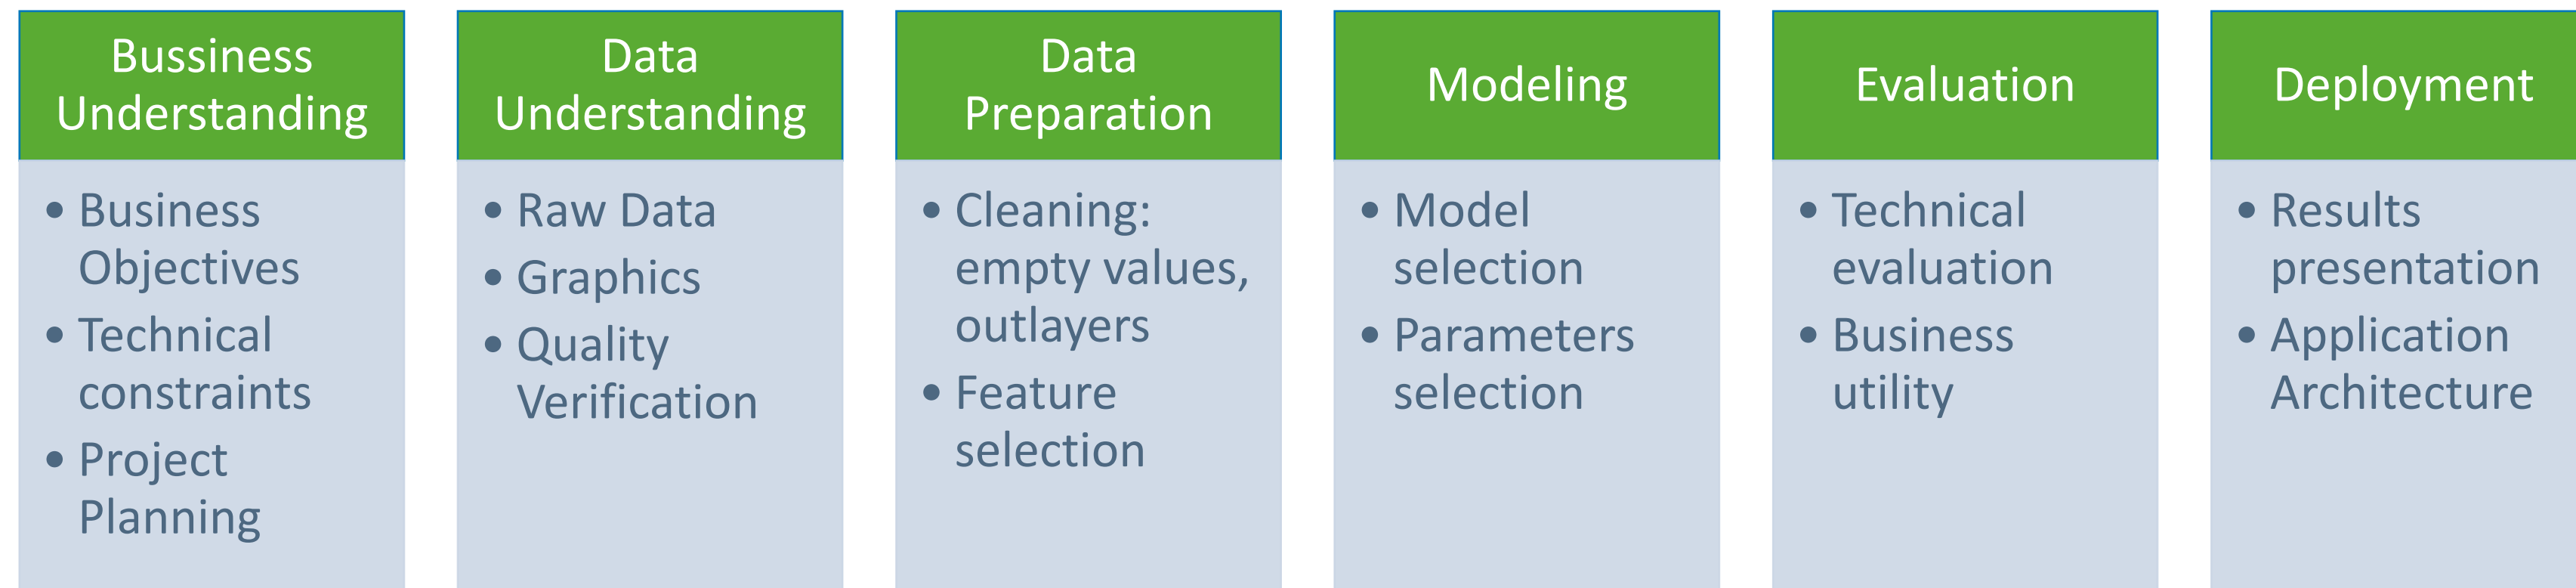 Bussiness
Understanding
• Business
Objectives
• Technical
constraints
• Project
Planning
Data
Understanding
• Raw Data
• Graphics
• Quality
Verification
Data
Preparation
• Cleaning:
empty values,
outlayers
• Feature
selection
Modeling
• Model
selection
• Parameters
selection
Evaluation
• Technical
evaluation
• Business
utility
Deployment
• Results
presentation
• Application
Architecture